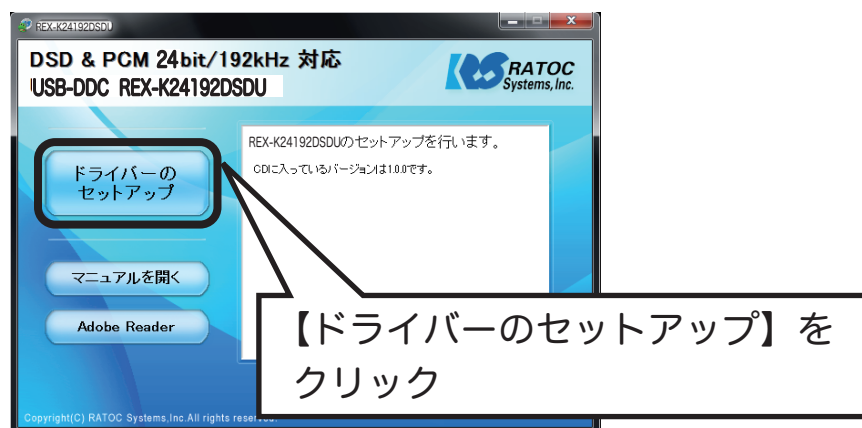 REX-K24192DSDU
DSD & PCM 24bit/192kHz 対応
USB-DDC REX-K24192DSDU
RATOC
Systems, Inc.
REX-K24192DSDUのセットアップを行います。
CDに入っているバージョンは1.0.0です。
ドライバーの
セットアップ
マニュアルを開く
Adobe Reader
【ドライバーのセットアップ】を
クリック
Copyright(C) RATOC Systems, Inc. All rights